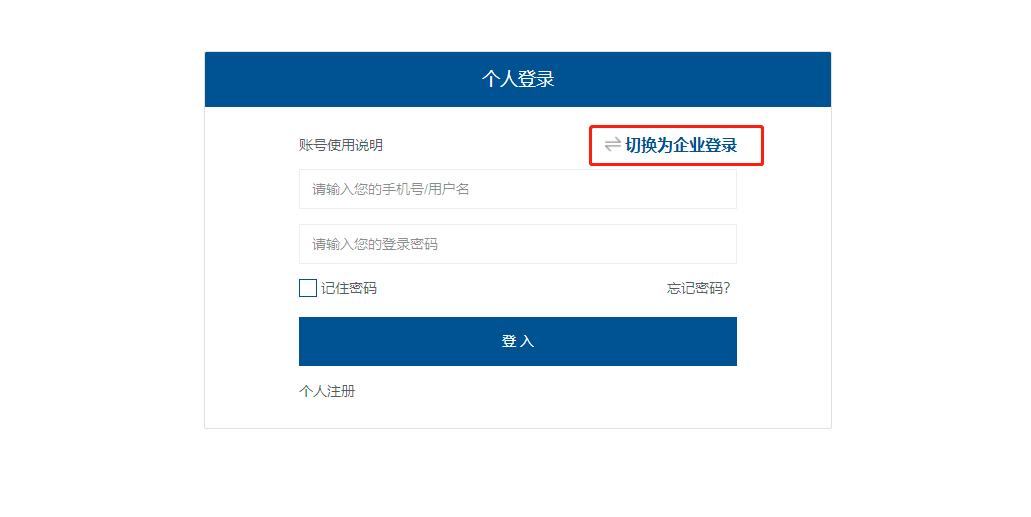 个人登录
账号使用说明 切换为企业登录
请输入您的手机号/用户名
请输入您的登录密码
记住密码 忘记密码?
登 入
个人注册